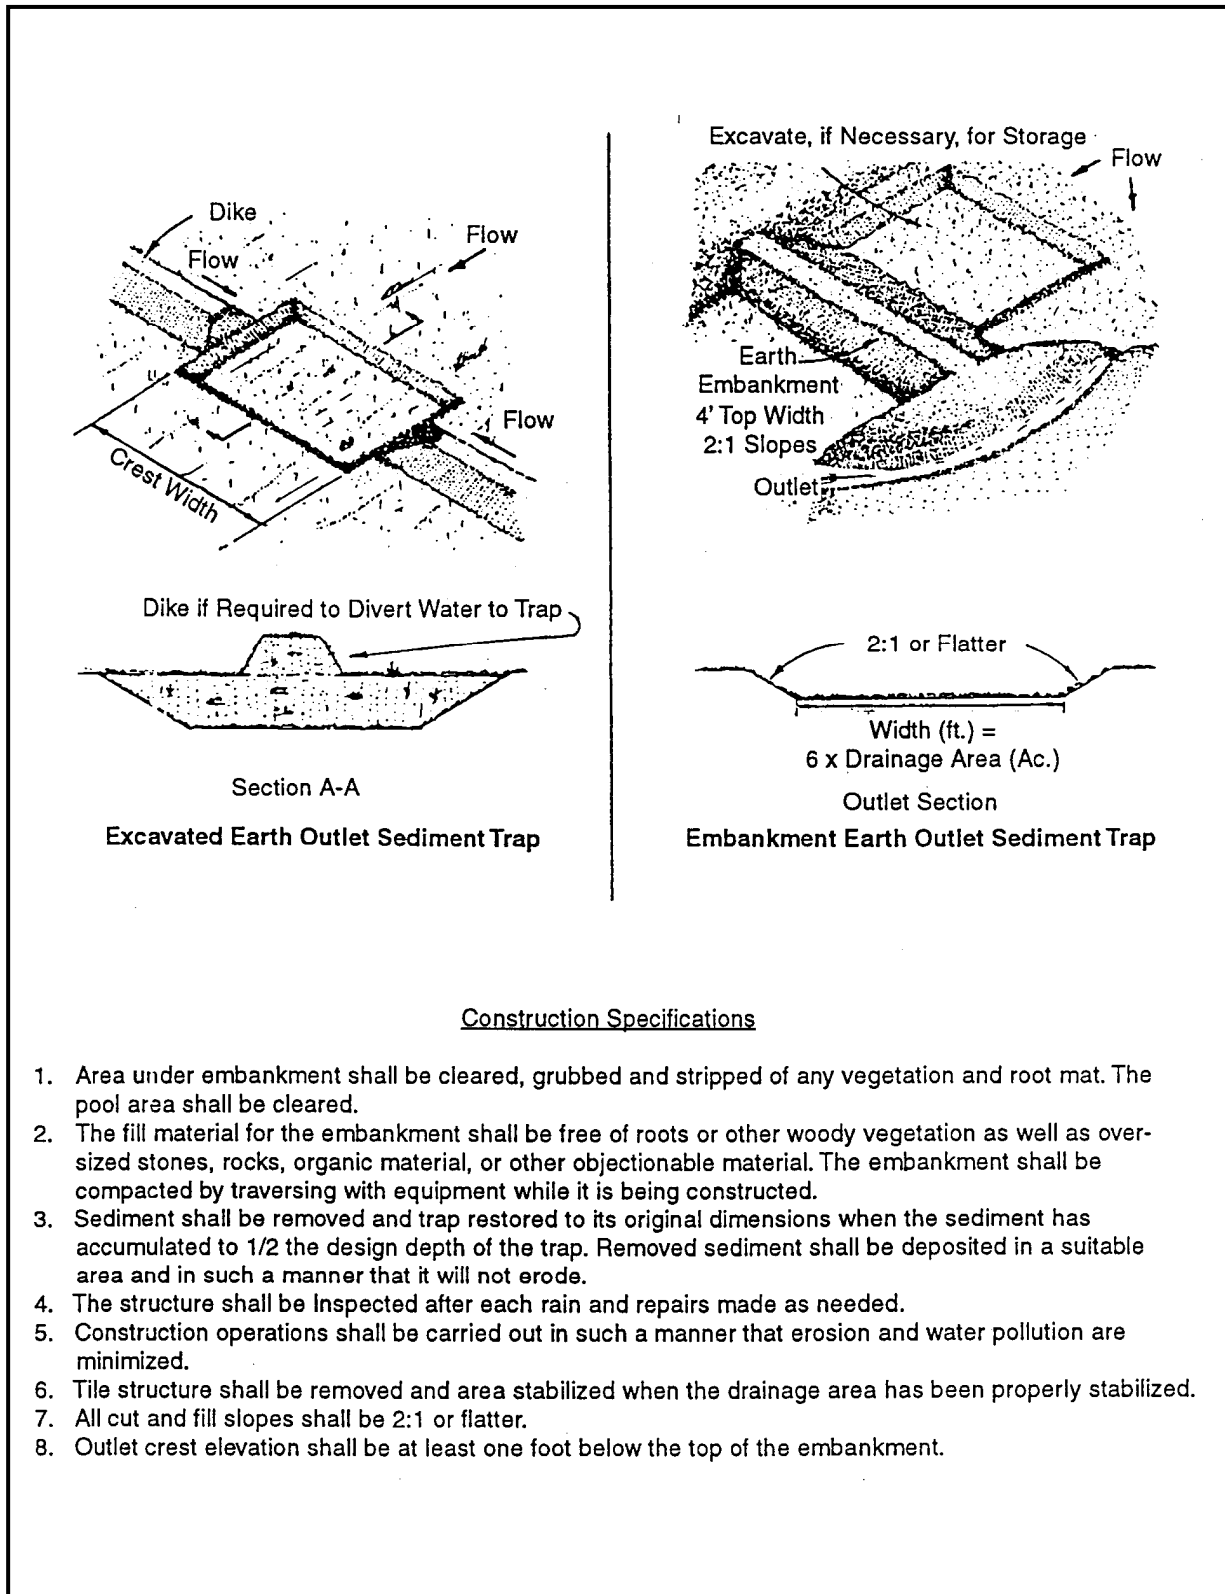 Dike
Flow
Flow
Flow
Crest Width
Dike if Required to Divert Water to Trap
Section A-A
Excavated Earth Outlet Sediment Trap
Excavate, if Necessary, for Storage
Flow
Earth
Embankment
4' Top Width
2:1 Slopes
Outlet
2:1 or Flatter
Width (ft.) =
6 x Drainage Area (Ac.)
Outlet Section
Embankment Earth Outlet Sediment Trap
Construction Specifications
1. Area under embankment shall be cleared, grubbed and stripped of any vegetation and root mat. The
pool area shall be cleared.
2. The fill material for the embankment shall be free of roots or other woody vegetation as well as over-
sized stones, rocks, organic material, or other objectionable material. The embankment shall be
compacted by traversing with equipment while it is being constructed.
3. Sediment shall be removed and trap restored to its original dimensions when the sediment has
accumulated to 1/2 the design depth of the trap. Removed sediment shall be deposited in a suitable
area and in such a manner that it will not erode.
4. The structure shall be Inspected after each rain and repairs made as needed.
5. Construction operations shall be carried out in such a manner that erosion and water pollution are
minimized.
6. Tile structure shall be removed and area stabilized when the drainage area has been properly stabilized.
7. All cut and fill slopes shall be 2:1 or flatter.
8. Outlet crest elevation shall be at least one foot below the top of the embankment.